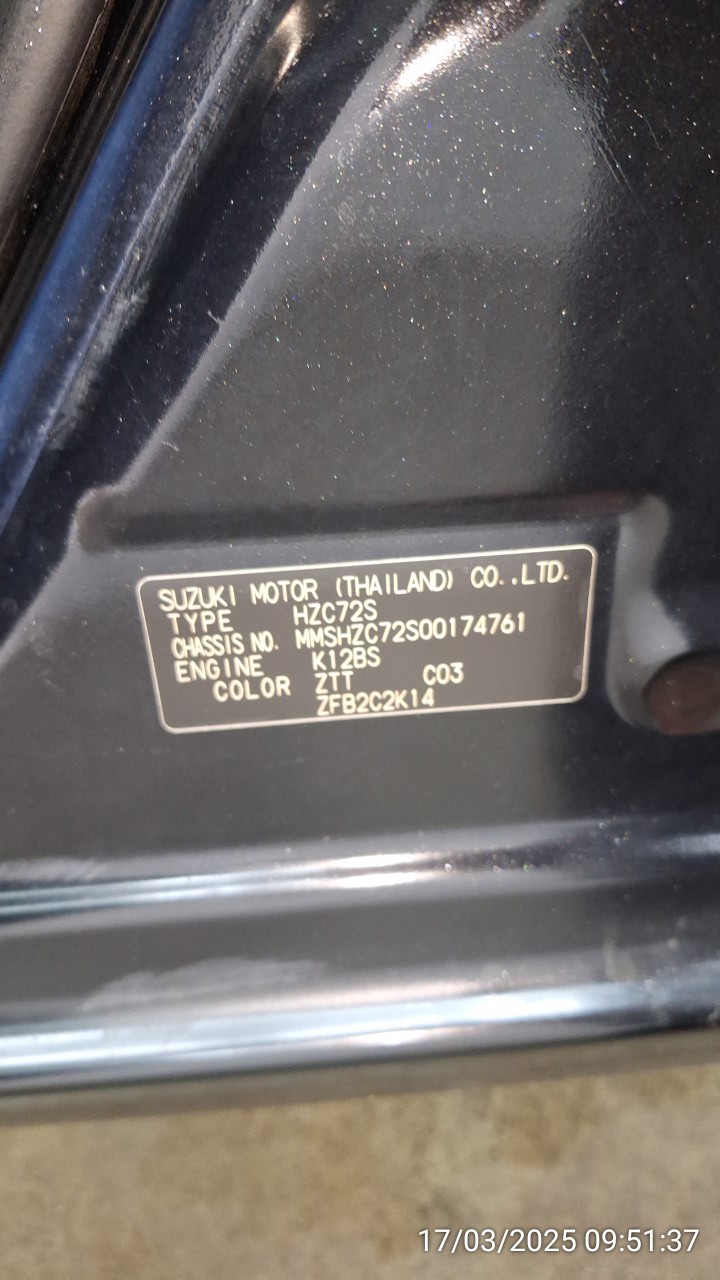 SUZUKI MOTOR (THAILAND) CO.,LTD.
TYPE HZC72S
CHASSIS NO. MMSHZC72S00174761
ENGINE K12BS
COLOR ZTT C03
ZFB2C2K14
17/03/2025 09:51:37